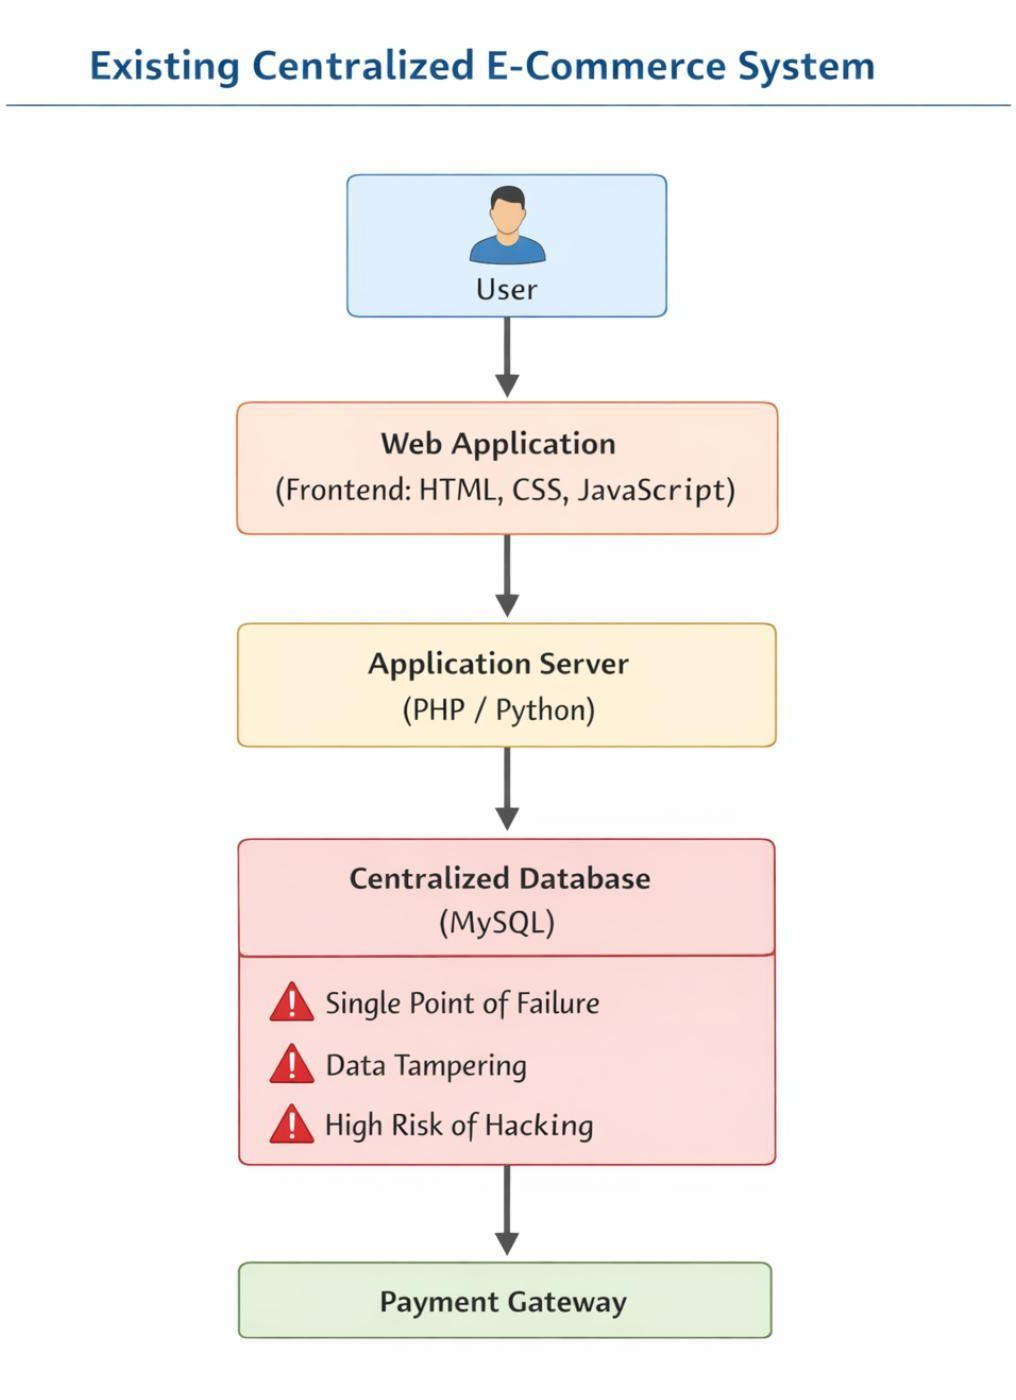 Existing Centralized E-Commerce System
User
Web Application
(Frontend: HTML, CSS, JavaScript)
Application Server
(PHP / Python)
Centralized Database
(MySQL)
Single Point of Failure
Data Tampering
High Risk of Hacking
Payment Gateway